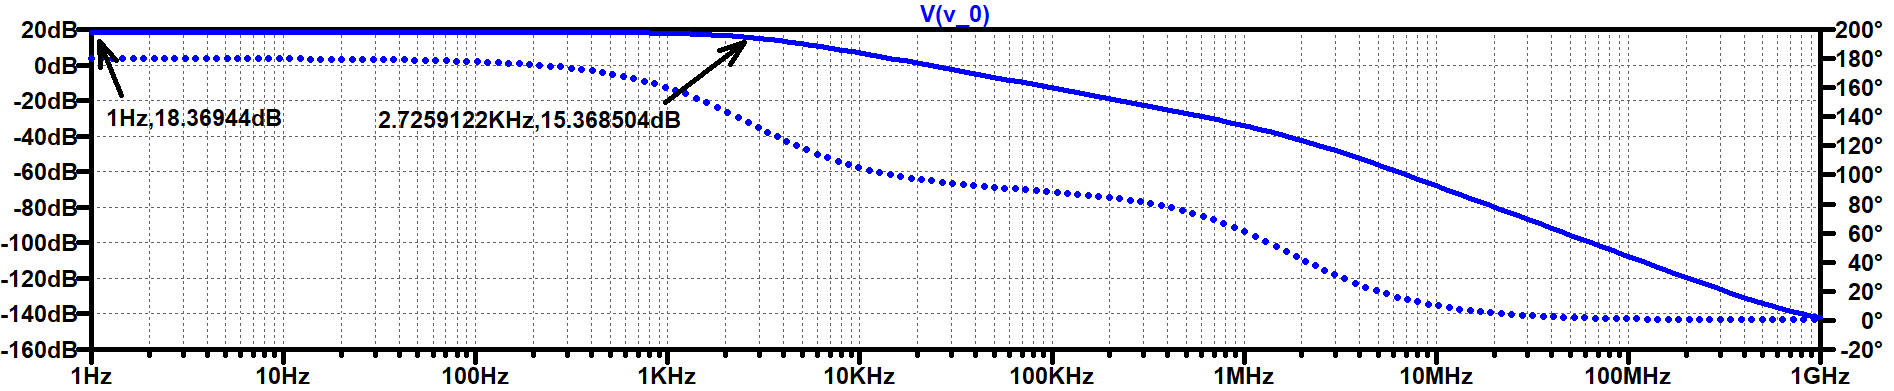 V(v_0)
20dB
0dB
-20dB
-40dB
-60dB
-80dB
-100dB
-120dB
-140dB
-160dB
1Hz,18.36944dB
2.7259122KHz,15.368504dB
200°
180°
160°
140°
120°
100°
80°
60°
40°
20°
0°
-20°
1Hz
10Hz
100Hz
1KHz
10KHz
100KHz
1MHz
10MHz
100MHz
1GHz